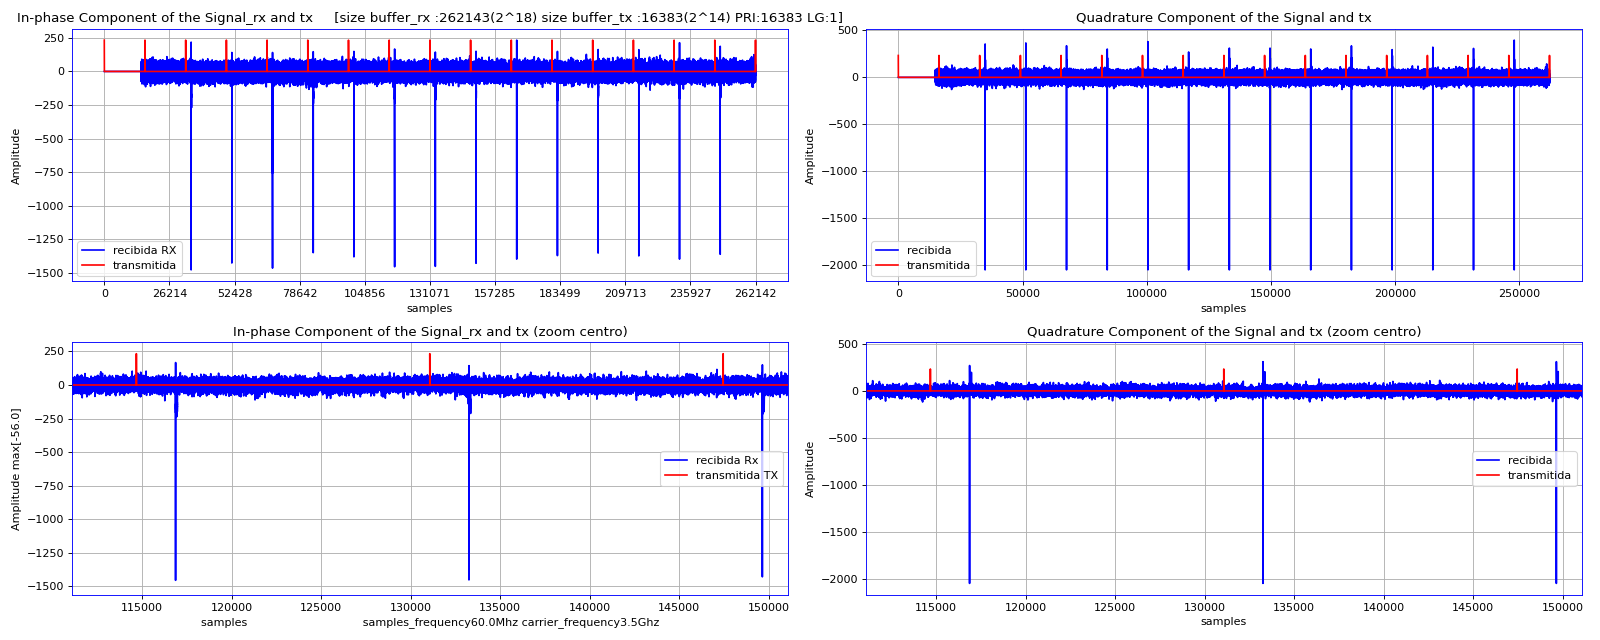 In-phase Component of the Signal_rx and tx [size buffer_rx :262143(2^18) size buffer_tx :16383(2^14) PRI:16383 LG:1]
250
0
−250
−500
−750
−1000
−1250
−1500
Amplitude
recibida RX
transmitida
0 26214 52428 78642 104856 131071 157285 183499 209713 235927 262142
samples
Quadrature Component of the Signal and tx
500
0
−500
−1000
−1500
−2000
Amplitude
recibida
transmitida
0 50000 100000 150000 200000 250000
samples
In-phase Component of the Signal_rx and tx (zoom centro)
250
0
−250
−500
−750
−1000
−1250
−1500
Amplitude max[-56.0]
recibida Rx
transmitida TX
115000 120000 125000 130000 135000 140000 145000 150000
samples samples_frequency60.0Mhz carrier_frequency3.5Ghz
Quadrature Component of the Signal and tx (zoom centro)
500
0
−500
−1000
−1500
−2000
Amplitude
recibida
transmitida
115000 120000 125000 130000 135000 140000 145000 150000
samples